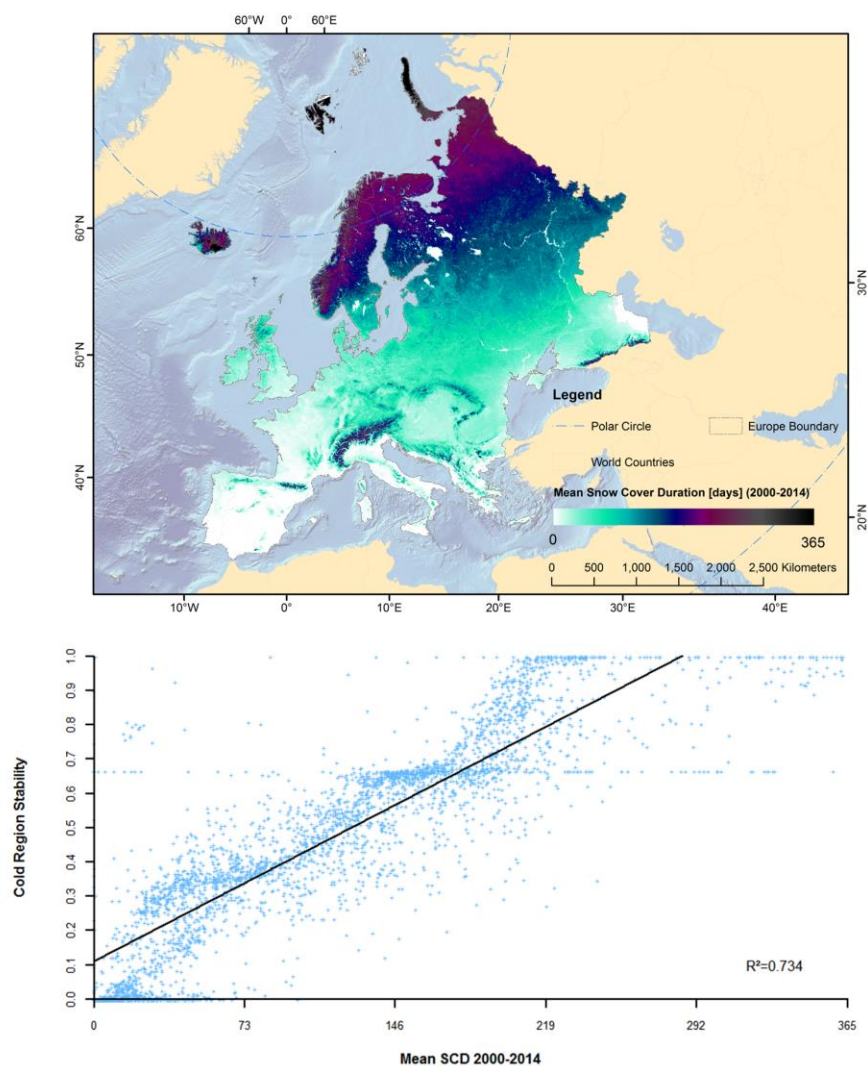 60°W 0° 60°E
60°N
50°N
40°N
30°N
20°N
Legend
Polar Circle
Europe Boundary
World Countries
Mean Snow Cover Duration [days] (2000-2014)
0 365
0 500 1,000 1,500 2,000 2,500 Kilometers
10°W 0° 10°E 20°E 30°E 40°E
Cold Region Stability
1.0
0.9
0.8
0.7
0.6
0.5
0.4
0.3
0.2
0.1
0.0
R²=0.734
0 73 146 219 292 365
Mean SCD 2000-2014